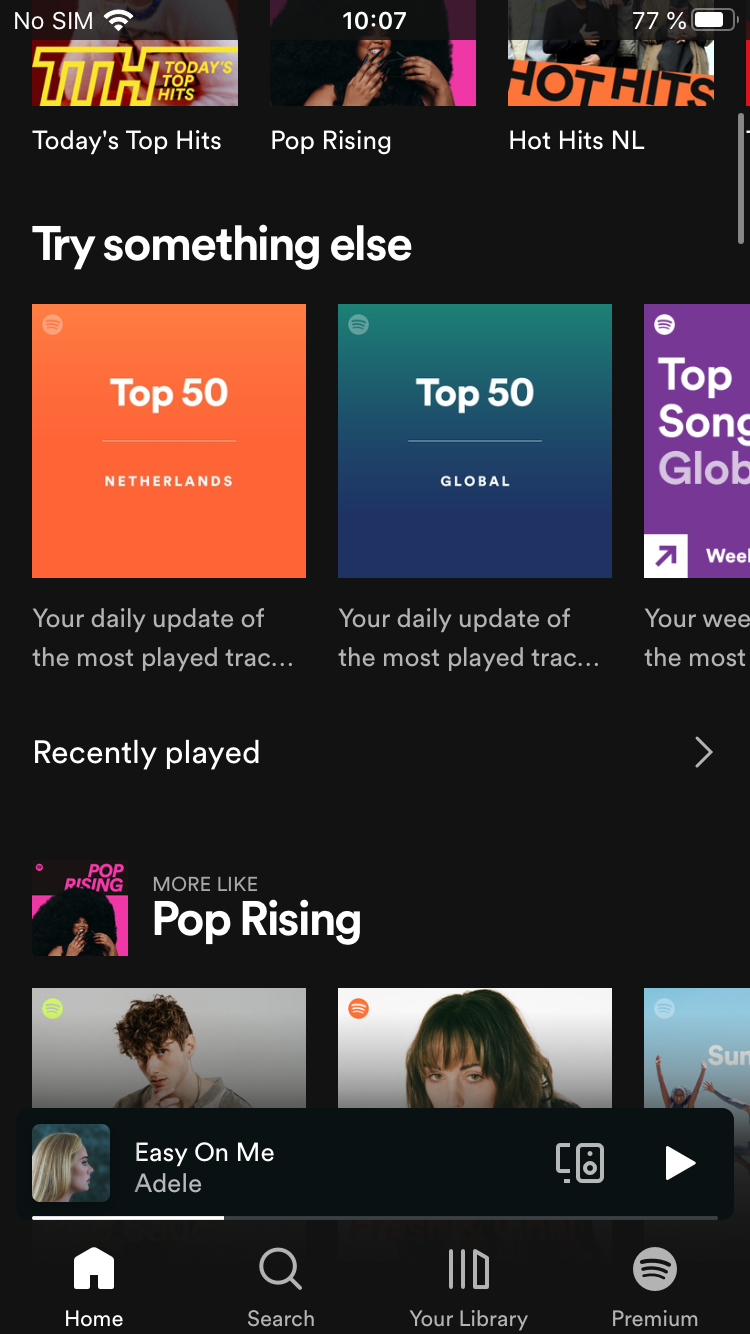 No SIM 10:07 77 %
TTH TODAY'S
TOP
HITS
HOT HITS
Today's Top Hits Pop Rising Hot Hits NL
Try something else
Top 50
NETHERLANDS
Top 50
GLOBAL
Top
Song
Glob
Week
Your daily update of
the most played trac...
Your daily update of
the most played trac...
Your wee
the most
Recently played
POP
RISING
MORE LIKE
Pop Rising
Sun
Easy On Me
Adele
Home Search Your Library Premium